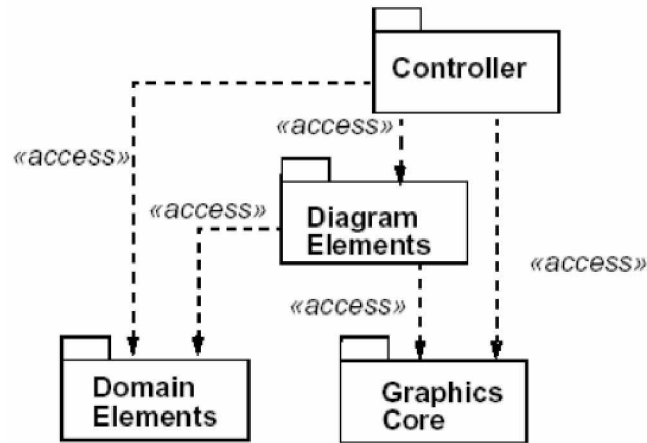 Controller
«access»
«access»
«access»
Diagram
Elements
«access»
«access»
Domain
Elements
Graphics
Core